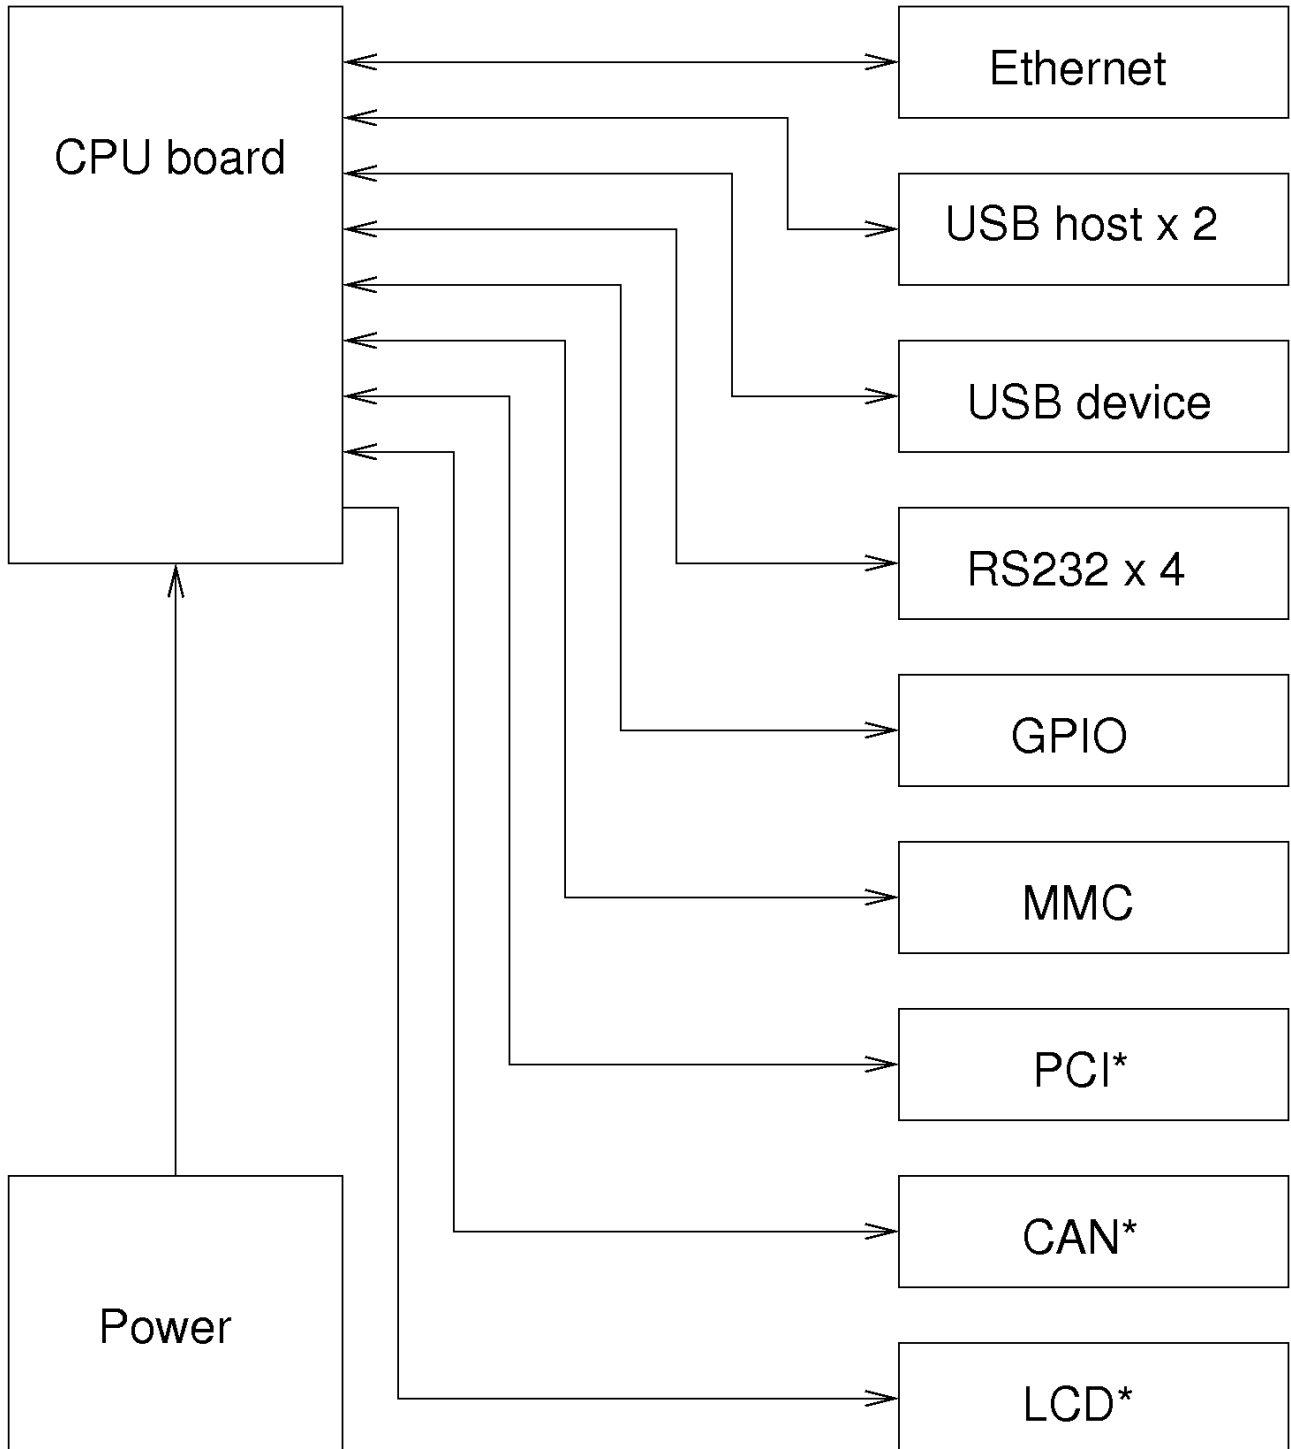 CPU board
Ethernet
USB host x 2
USB device
RS232 x 4
GPIO
MMC
PCI*
CAN*
Power
LCD*